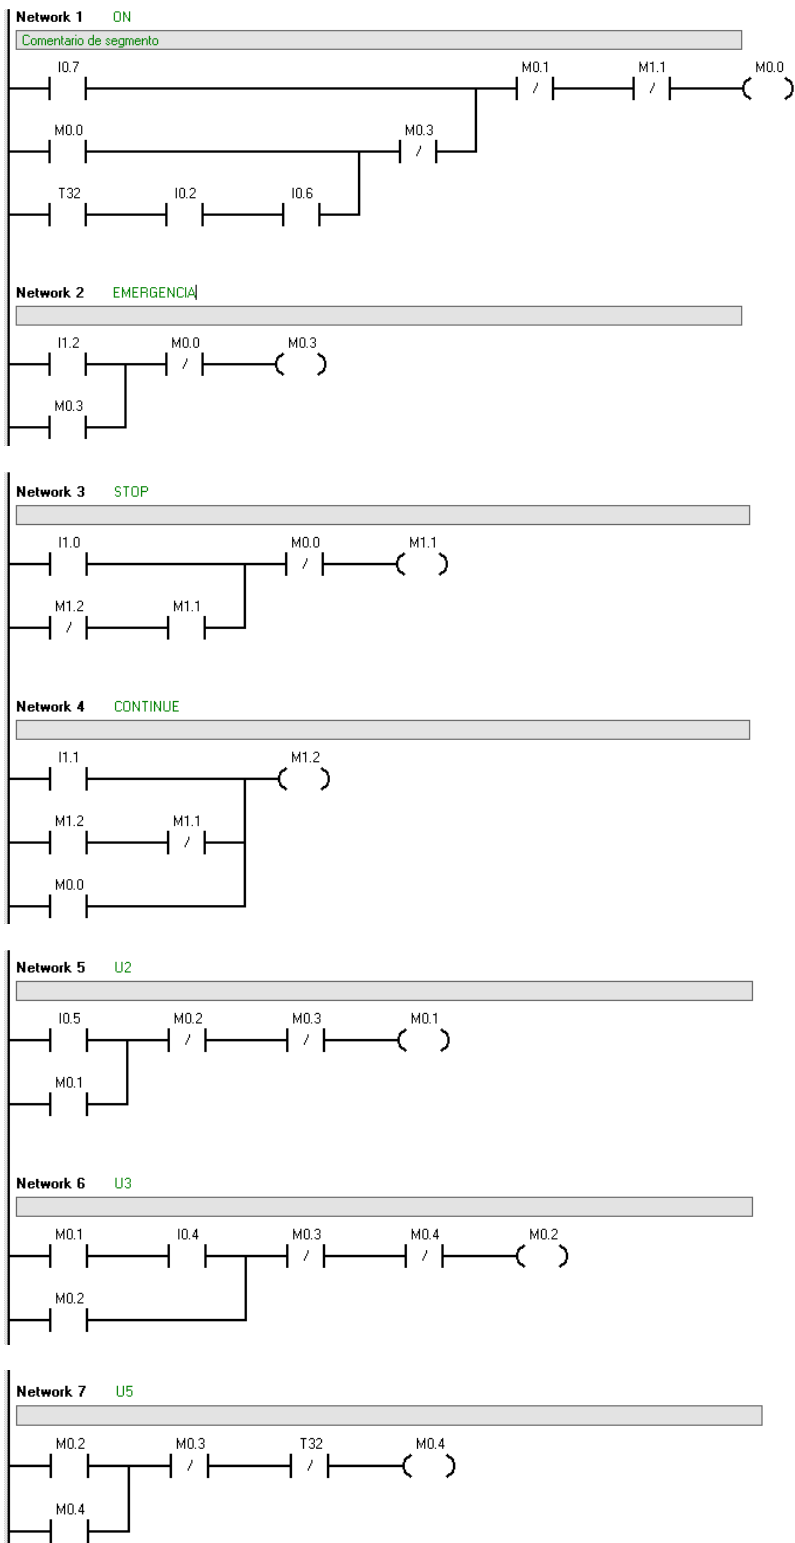 Network 1 ON
Comentario de segmento
I0.7 M0.1 M1.1 M0.0
/ /
M0.0 M0.3
/
T32 I0.2 I0.6
Network 2 EMERGENCIA
I1.2 M0.0 M0.3
/
M0.3
Network 3 STOP
I1.0 M0.0 M1.1
/
M1.2 M1.1
/
Network 4 CONTINUE
I1.1 M1.2
M1.2 M1.1
/
M0.0
Network 5 U2
I0.5 M0.2 M0.3 M0.1
/ /
M0.1
Network 6 U3
M0.1 I0.4 M0.3 M0.4 M0.2
/ /
M0.2
Network 7 U5
M0.2 M0.3 T32 M0.4
/ /
M0.4